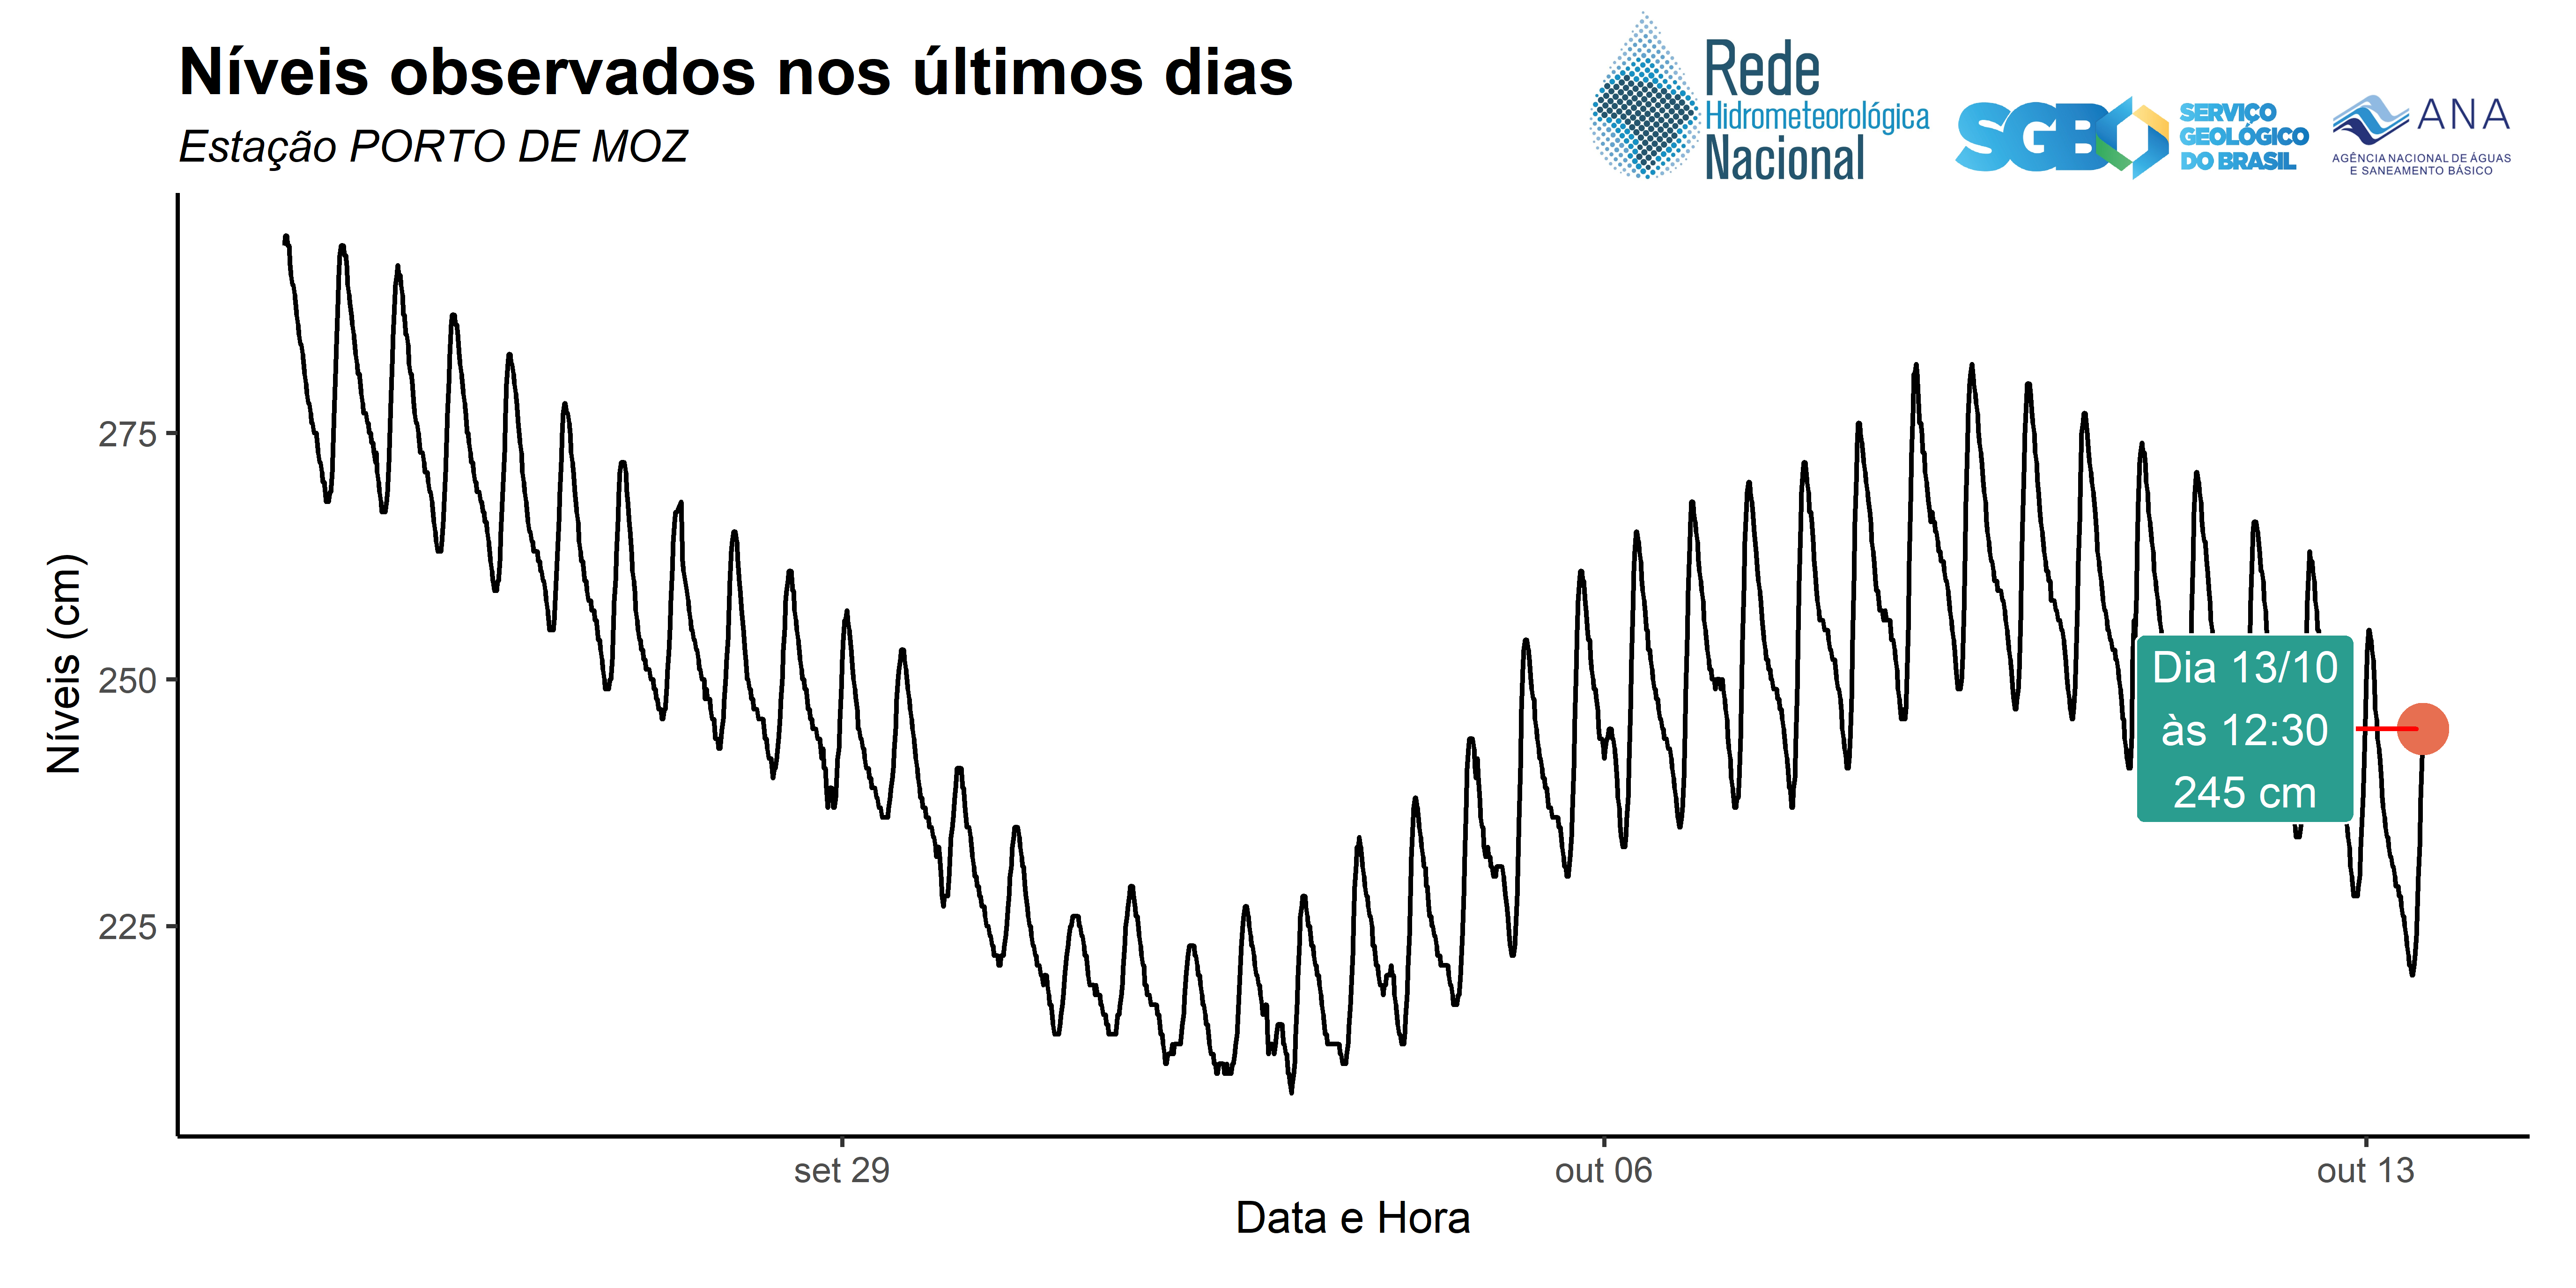 Níveis observados nos últimos dias
Estação PORTO DE MOZ
Rede
Hidrometeorológica
Nacional
SGB
SERVIÇO
GEOLÓGICO
DO BRASIL
ANA
AGÊNCIA NACIONAL DE ÁGUAS
E SANEAMENTO BÁSICO
Níveis (cm)
275
250
225
Dia 13/10
às 12:30
245 cm
set 29
out 06
out 13
Data e Hora